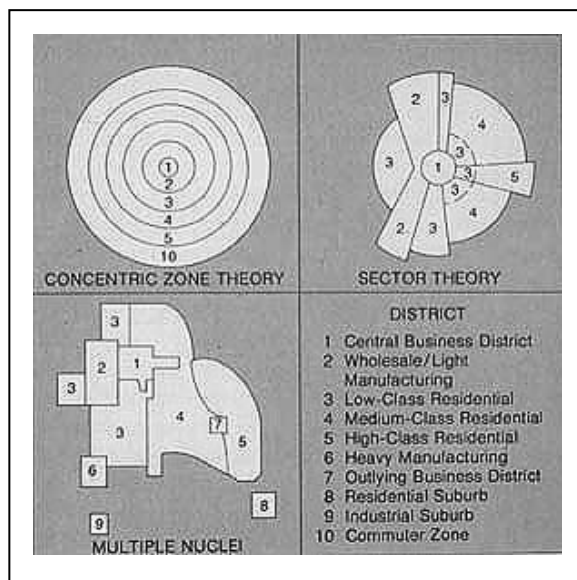 1
2
3
4
5
10
CONCENTRIC ZONE THEORY
2
3
4
3
3
1
3
5
3
4
2
3
SECTOR THEORY
3
1
2
3
4
3
7
5
6
8
9
MULTIPLE NUCLEI
DISTRICT
1 Central Business District
2 Wholesale/Light
Manufacturing
3 Low-Class Residential
4 Medium-Class Residential
5 High-Class Residential
6 Heavy Manufacturing
7 Outlying Business District
8 Residential Suburb
9 Industrial Suburb
10 Commuter Zone